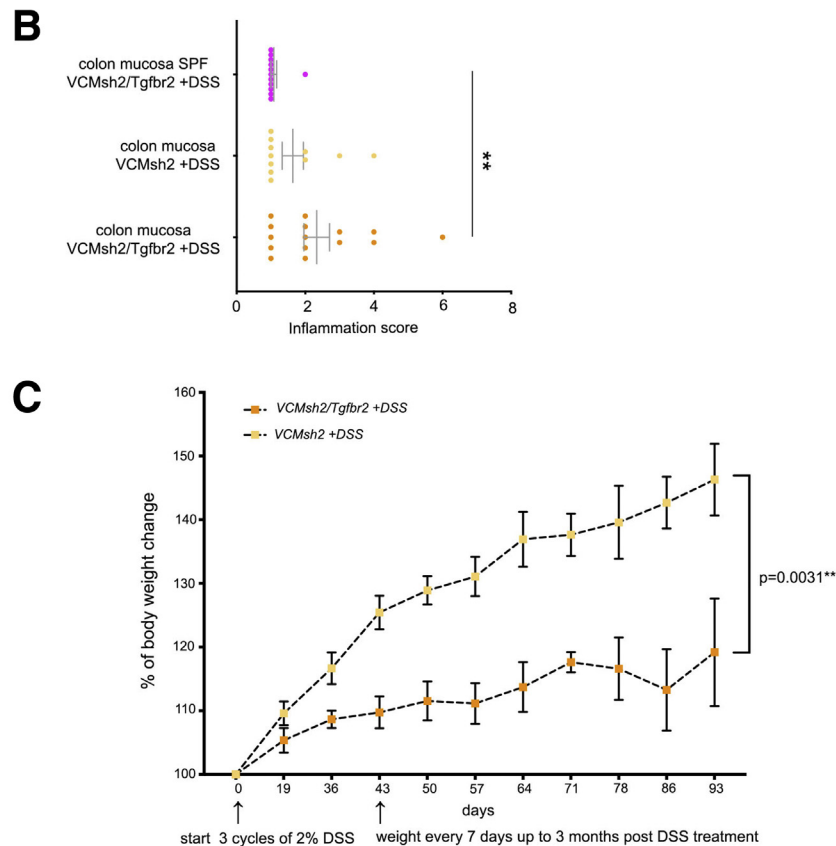 B
colon mucosa SPF
VCMsh2/Tgfbr2 +DSS
colon mucosa
VCMsh2 +DSS
colon mucosa
VCMsh2/Tgfbr2 +DSS
**
0 2 4 6 8
Inflammation score
C
160
150
140
130
120
110
100
% of body weight change
VCMsh2/Tgfbr2 +DSS
VCMsh2 +DSS
p=0.0031**
0 19 36 43 50 57 64 71 78 86 93
days
start 3 cycles of 2% DSS
weight every 7 days up to 3 months post DSS treatment